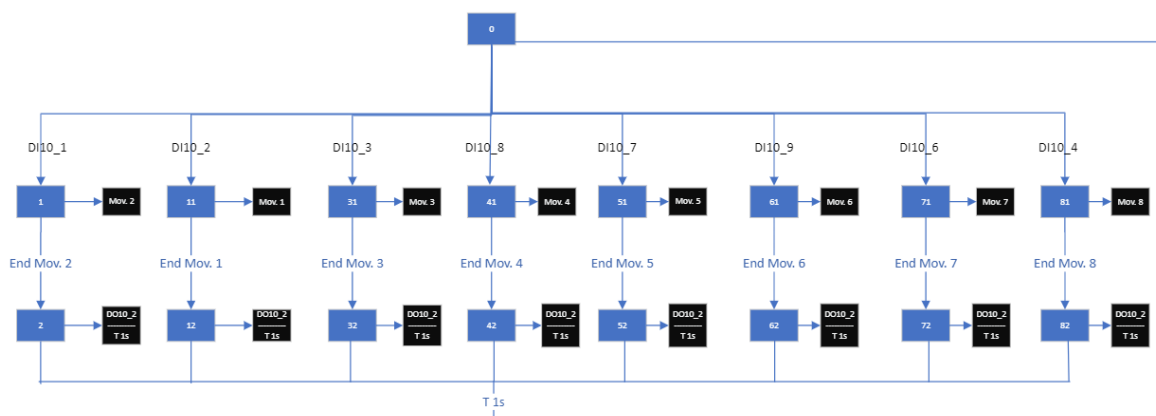 0
DI10_1 DI10_2 DI10_3 DI10_8 DI10_7 DI10_9 DI10_6 DI10_4
1 Mov. 2 11 Mov. 1 31 Mov. 3 41 Mov. 4 51 Mov. 5 61 Mov. 6 71 Mov. 7 81 Mov. 8
End Mov. 2 End Mov. 1 End Mov. 3 End Mov. 4 End Mov. 5 End Mov. 6 End Mov. 7 End Mov. 8
DO10_2 DO10_2 DO10_2 DO10_2 DO10_2 DO10_2 DO10_2 DO10_2
2 12 32 42 52 62 72 82
T 1s T 1s T 1s T 1s T 1s T 1s T 1s T 1s
T 1s